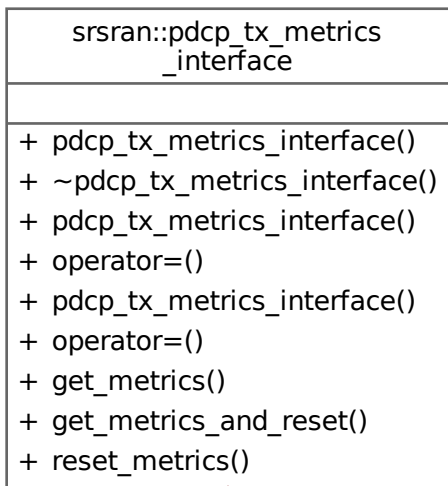 srsran::pdcp_tx_metrics
_interface
+ pdcp_tx_metrics_interface()
+ ~pdcp_tx_metrics_interface()
+ pdcp_tx_metrics_interface()
+ operator=()
+ pdcp_tx_metrics_interface()
+ operator=()
+ get_metrics()
+ get_metrics_and_reset()
+ reset_metrics()